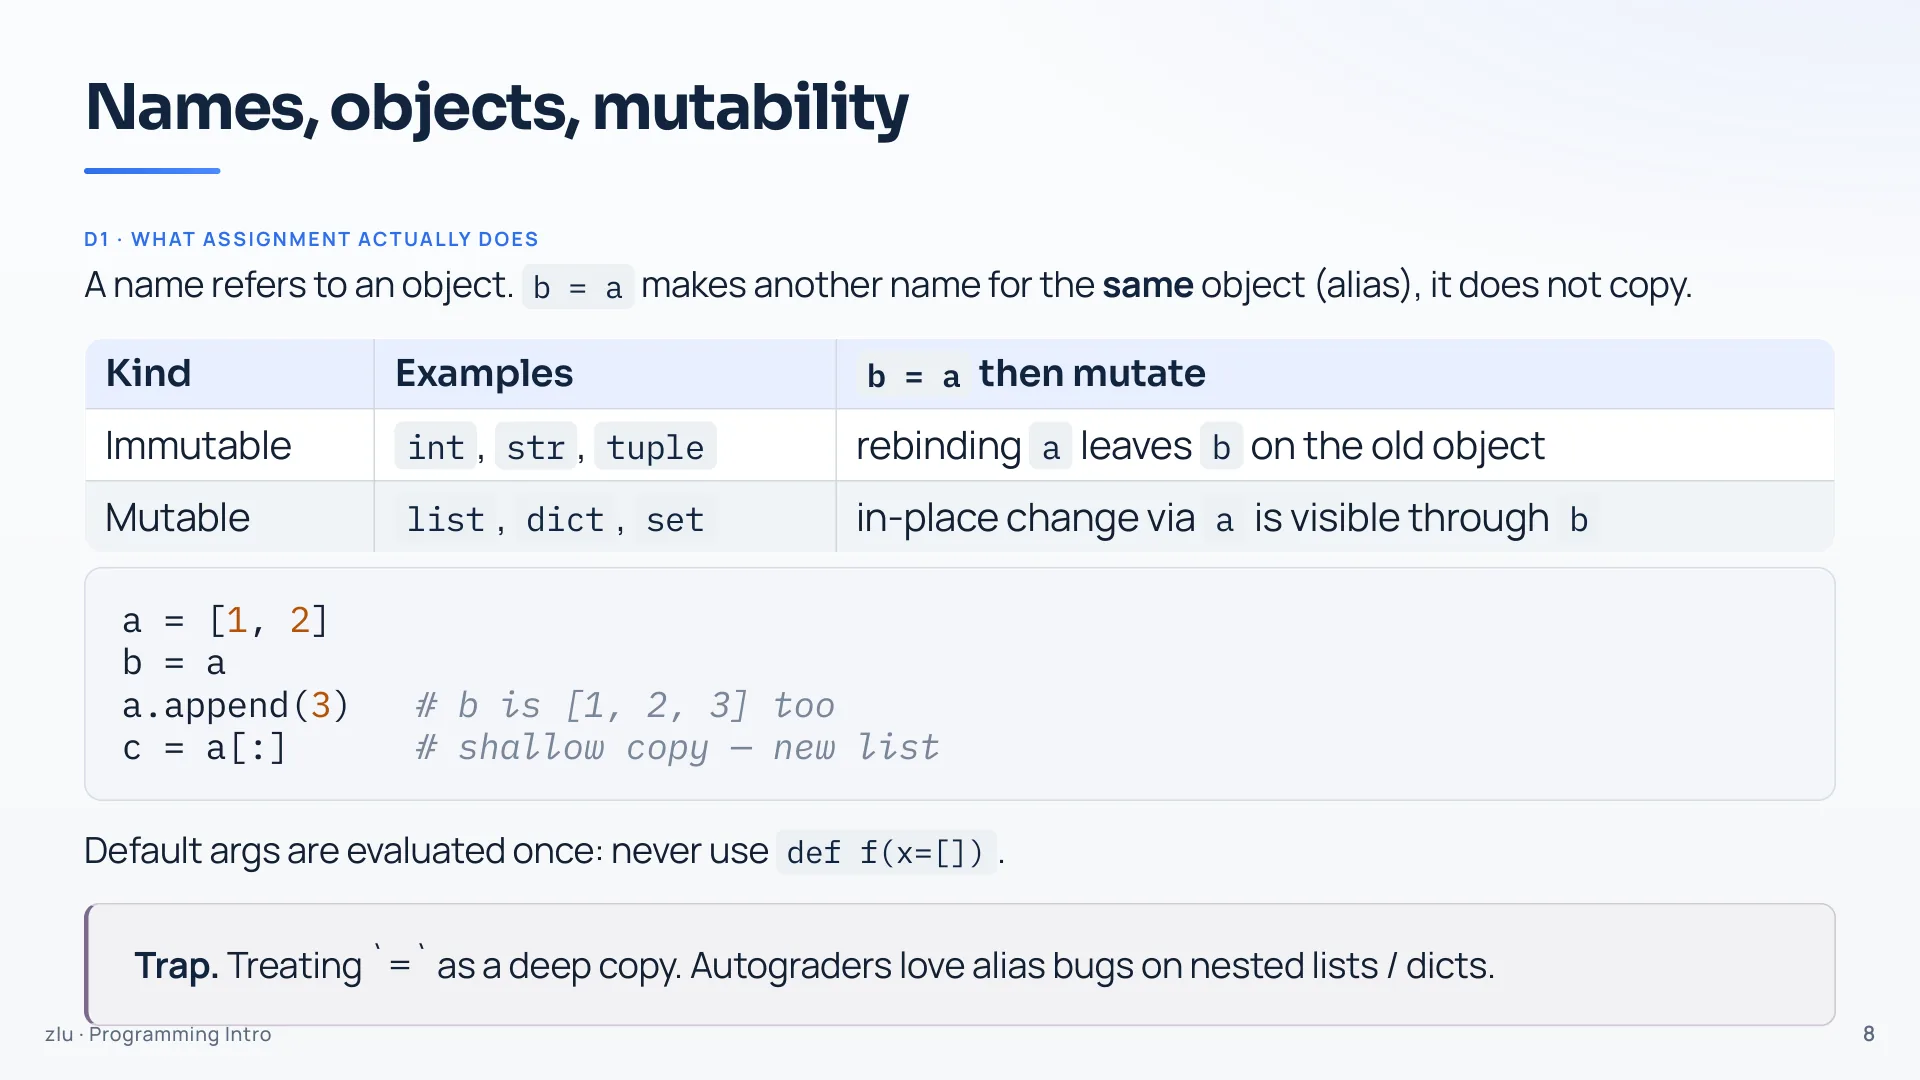 Names, objects, mutability
D1 · WHAT ASSIGNMENT ACTUALLY DOES
A name refers to an object. b = a makes another name for the same object (alias), it does not copy.
Kind Examples b = a then mutate
Immutable int, str, tuple rebinding a leaves b on the old object
Mutable list, dict, set in-place change via a is visible through b
a = [1, 2]
b = a
a.append(3)   # b is [1, 2, 3] too
c = a[:]      # shallow copy — new list
Default args are evaluated once: never use def f(x=[]).
Trap. Treating `=` as a deep copy. Autograders love alias bugs on nested lists / dicts.
zlu · Programming Intro
8